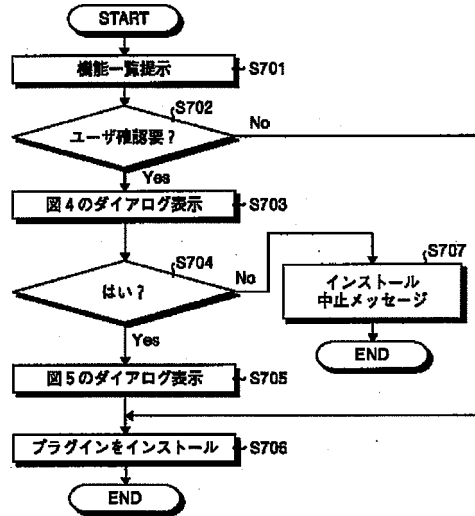 START
機能一覧提示
S701
S702
ユーザ確認要?
No
Yes
図4のダイアログ表示
S703
S704
はい?
No
S707
インストール
中止メッセージ
Yes
END
図5のダイアログ表示
S705
プラグインをインストール
S706
END